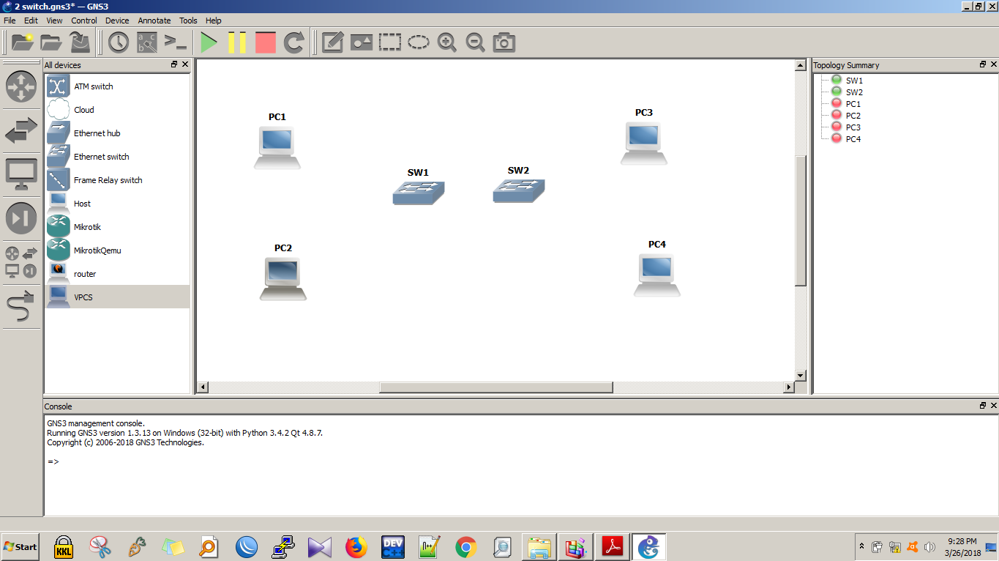 2 switch.gns3* — GNS3
File Edit View Control Device Annotate Tools Help
a c
b
>_
All devices
ATM switch
Cloud
Ethernet hub
Ethernet switch
Frame Relay switch
Host
Mikrotik
MikrotikQemu
router
VPCS
PC1
PC3
SW1
SW2
PC2
PC4
Topology Summary
SW1
SW2
PC1
PC2
PC3
PC4
Console
GNS3 management console.
Running GNS3 version 1.3.13 on Windows (32-bit) with Python 3.4.2 Qt 4.8.7.
Copyright (c) 2006-2018 GNS3 Technologies.
=>
Start
KKL
DEV
C++
9:28 PM
3/26/2018